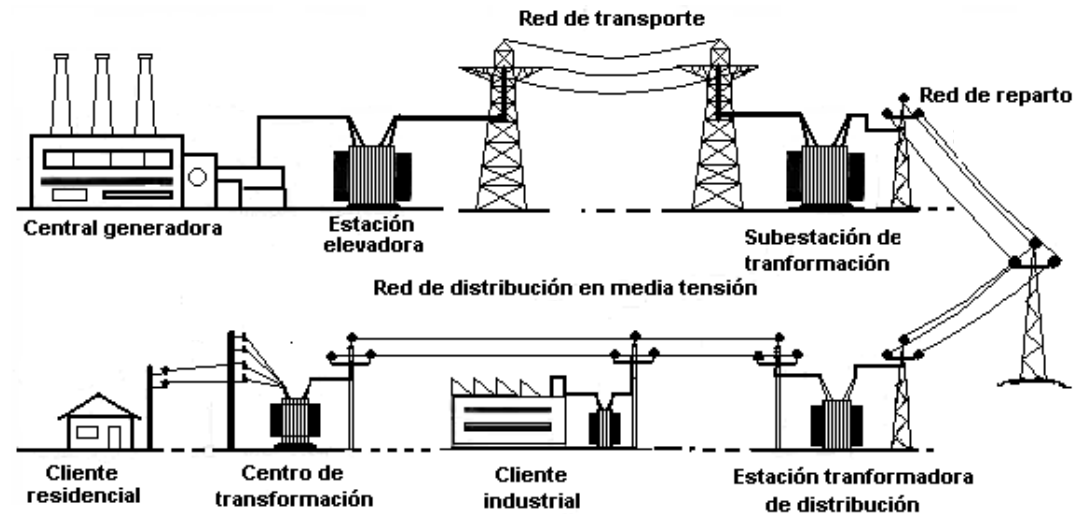 Red de transporte
Red de reparto
Central generadora
Estación
elevadora
Subestación de
tranformación
Red de distribución en media tensión
Cliente
residencial
Centro de
transformación
Cliente
industrial
Estación tranformadora
de distribución